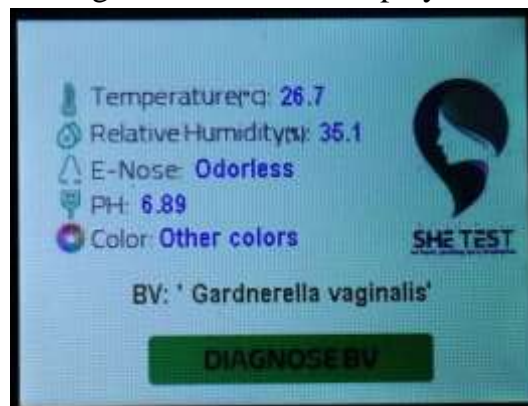 Temperature(°C): 26.7
Relative Humidity(%): 35.1
E-Nose: Odorless
PH: 6.89
Color: Other colors
SHE TEST
BV: ' Gardnerella vaginalis'
DIAGNOSE BV